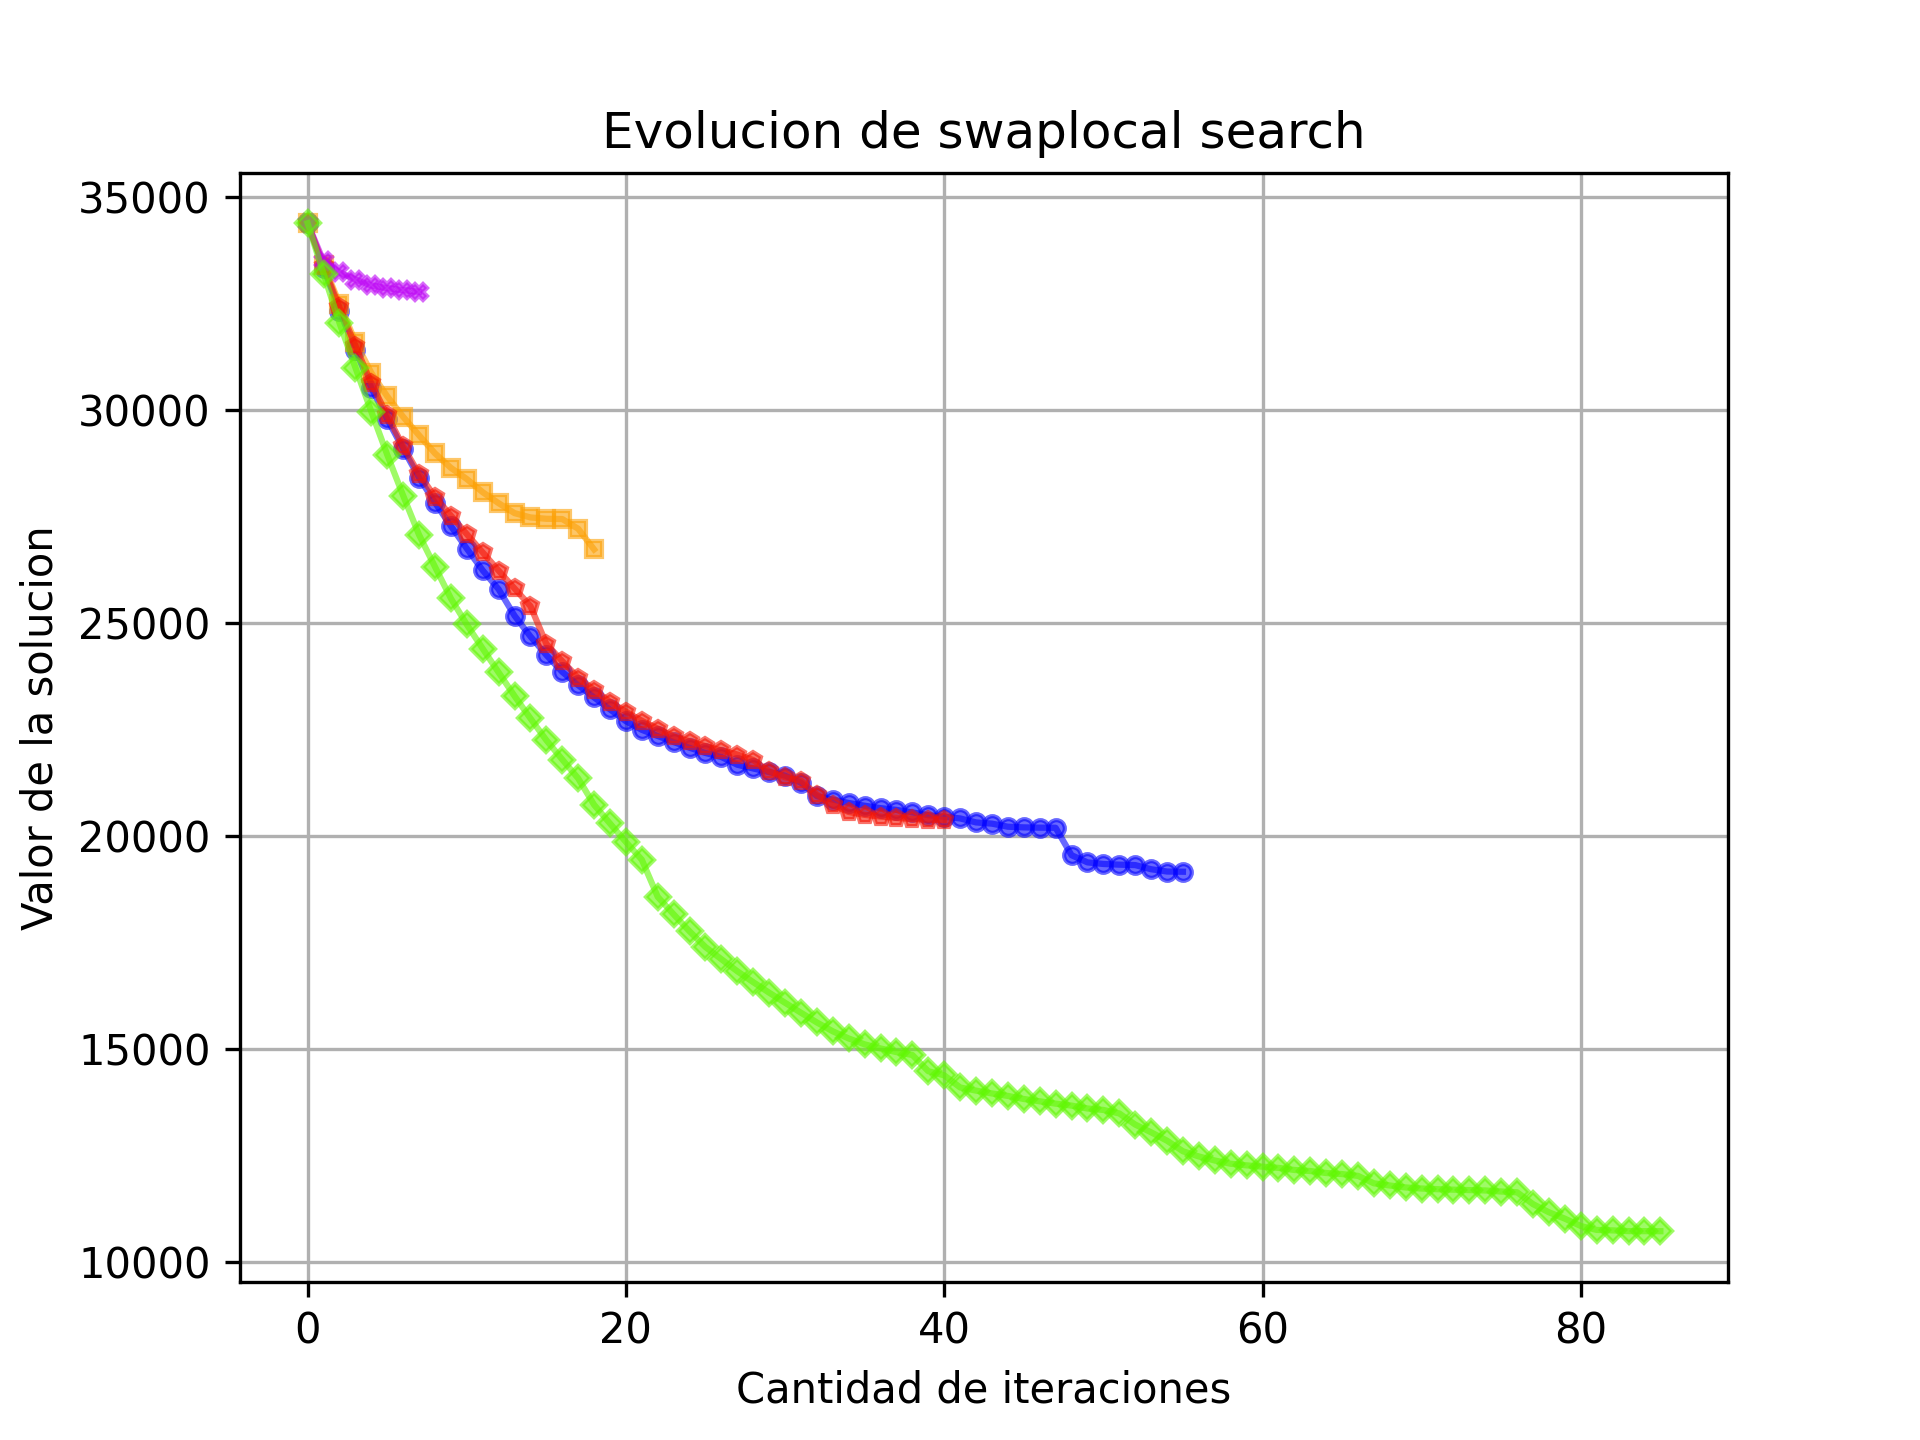 Evolucion de swaplocal search
Valor de la solucion
35000
30000
25000
20000
15000
10000
0 20 40 60 80
Cantidad de iteraciones